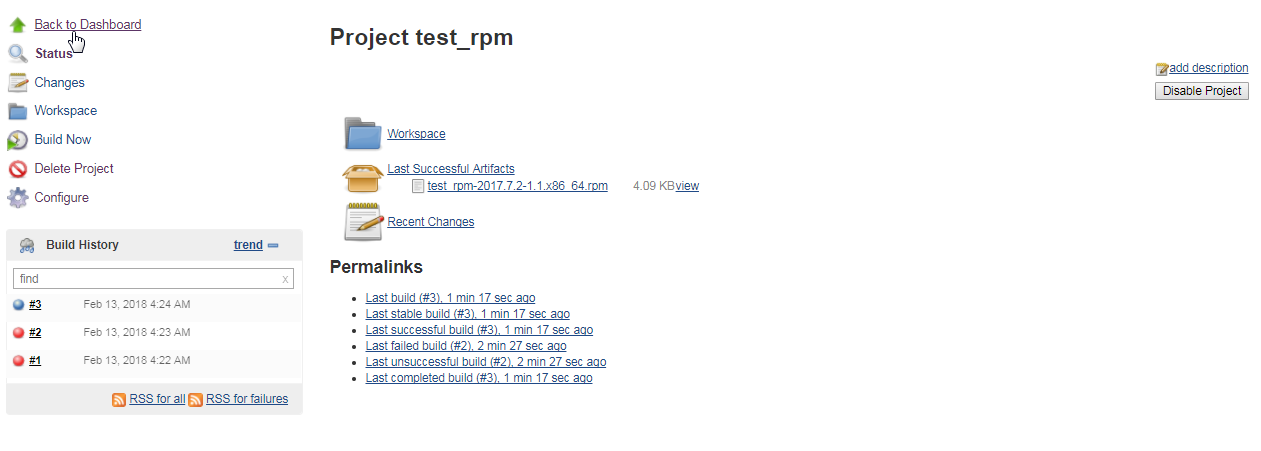 Back to Dashboard
Status
Changes
Workspace
Build Now
Delete Project
Configure
Build History trend
find x
#3 Feb 13, 2018 4:24 AM
#2 Feb 13, 2018 4:23 AM
#1 Feb 13, 2018 4:22 AM
RSS for all RSS for failures
Project test_rpm
add description
Disable Project
Workspace
Last Successful Artifacts
test_rpm-2017.7.2-1.1.x86_64.rpm 4.09 KB view
Recent Changes
Permalinks
Last build (#3), 1 min 17 sec ago
Last stable build (#3), 1 min 17 sec ago
Last successful build (#3), 1 min 17 sec ago
Last failed build (#2), 2 min 27 sec ago
Last unsuccessful build (#2), 2 min 27 sec ago
Last completed build (#3), 1 min 17 sec ago